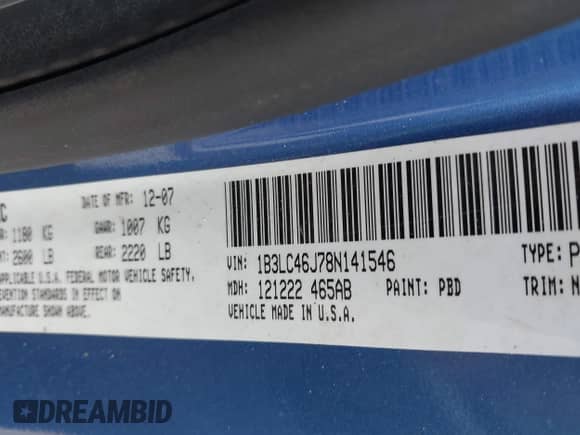 DATE OF MFR: 12-07
1180 KG GAWR: 1007 KG
2600 LB REAR: 2220 LB
APPLICABLE U.S.A. FEDERAL MOTOR VEHICLE SAFETY,
STANDARDS IN EFFECT ON
MANUFACTURE SHOWN ABOVE.
VIN: 1B3LC46J78N141546 TYPE: P
MDH: 121222 465AB PAINT: PBD TRIM: N
VEHICLE MADE IN U.S.A.
DREAMBID